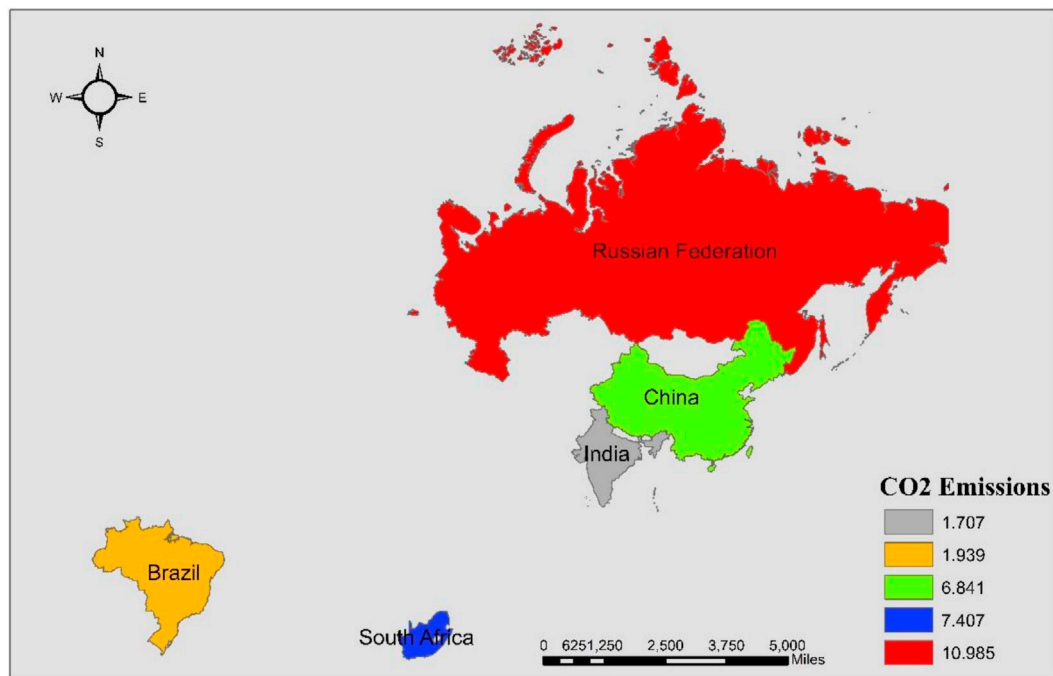 N
W E
S
Russian Federation
China
India
Brazil
South Africa
CO2 Emissions
1.707
1.939
6.841
7.407
10.985
0 6251,250 2,500 3,750 5,000
Miles